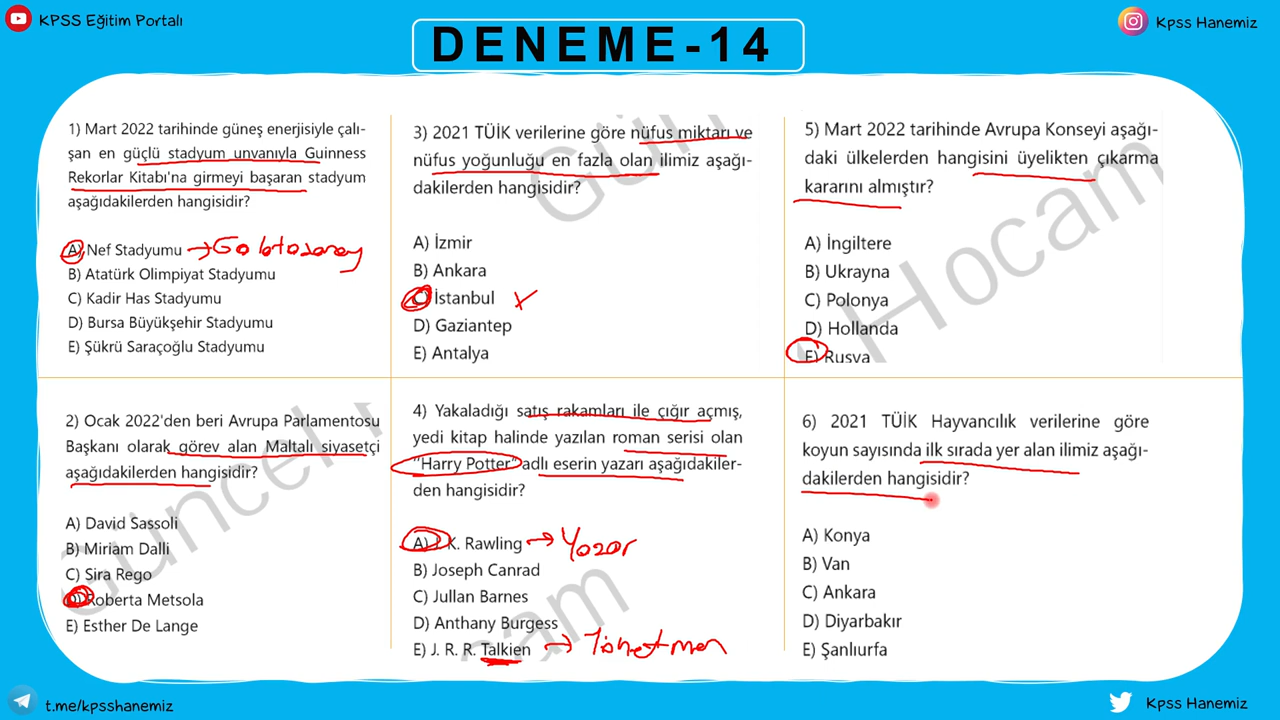 KPSS Eğitim Portalı
DENEME-14
Kpss Hanemiz
1) Mart 2022 tarihinde güneş enerjisiyle çalı-
şan en güçlü stadyum unvanıyla Guinness
Rekorlar Kitabı'na girmeyi başaran stadyum
aşağıdakilerden hangisidir?
A) Nef Stadyumu → Galatasaray
B) Atatürk Olimpiyat Stadyumu
C) Kadir Has Stadyumu
D) Bursa Büyükşehir Stadyumu
E) Şükrü Saraçoğlu Stadyumu
2) Ocak 2022'den beri Avrupa Parlamentosu
Başkanı olarak görev alan Maltalı siyasetçi
aşağıdakilerden hangisidir?
A) David Sassoli
B) Miriam Dalli
C) Sira Rego
D) Roberta Metsola
E) Esther De Lange
3) 2021 TÜİK verilerine göre nüfus miktarı ve
nüfus yoğunluğu en fazla olan ilimiz aşağı-
dakilerden hangisidir?
A) İzmir
B) Ankara
C) İstanbul
D) Gaziantep
E) Antalya
4) Yakaladığı satış rakamları ile çığır açmış,
yedi kitap halinde yazılan roman serisi olan
"Harry Potter" adlı eserin yazarı aşağıdakiler-
den hangisidir?
A) J. K. Rawling → Yazar
B) Joseph Canrad
C) Jullan Barnes
D) Anthany Burgess
E) J. R. R. Talkien → Yönetmen
5) Mart 2022 tarihinde Avrupa Konseyi aşağı-
daki ülkelerden hangisini üyelikten çıkarma
kararını almıştır?
A) İngiltere
B) Ukrayna
C) Polonya
D) Hollanda
E) Rusya
6) 2021 TÜİK Hayvancılık verilerine göre
koyun sayısında ilk sırada yer alan ilimiz aşağı-
dakilerden hangisidir?
A) Konya
B) Van
C) Ankara
D) Diyarbakır
E) Şanlıurfa
Güncel
Hocam
t.me/kpsshanemiz
Kpss Hanemiz